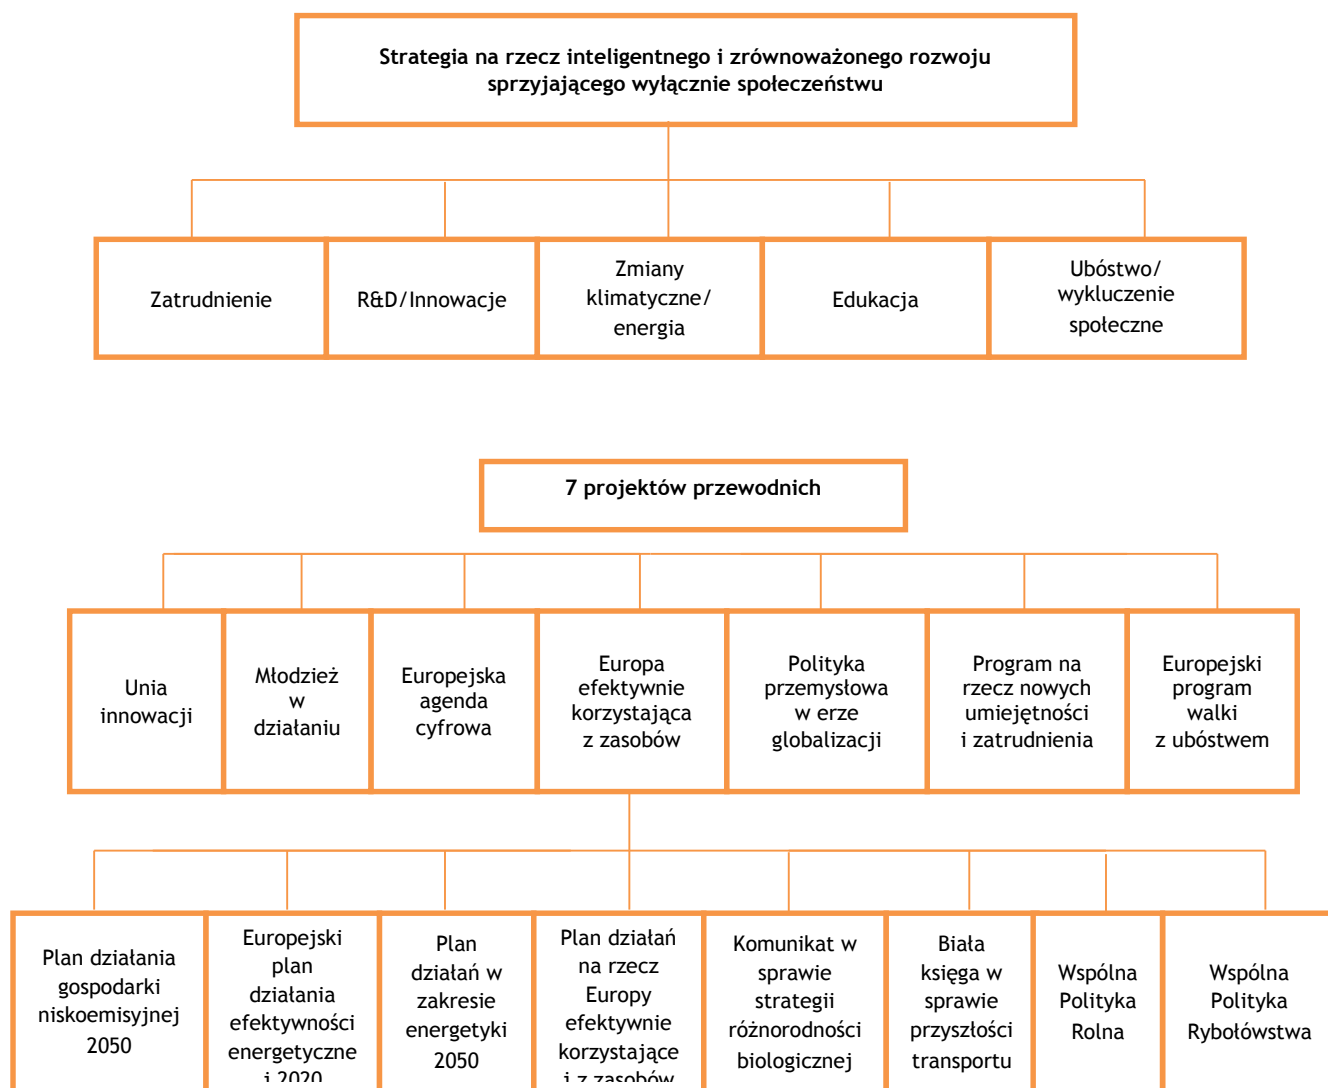 Strategia na rzecz inteligentnego i zrównoważonego rozwoju
sprzyjającego wyłącznie społeczeństwu
Zatrudnienie
R&D/Innowacje
Zmiany
klimatyczne/
energia
Edukacja
Ubóstwo/
wykluczenie
społeczne
7 projektów przewodnich
Unia
innowacji
Młodzież
w
działaniu
Europejska
agenda
cyfrowa
Europa
efektywnie
korzystająca
z zasobów
Polityka
przemysłowa
w erze
globalizacji
Program na
rzecz nowych
umiejętności
i zatrudnienia
Europejski
program
walki
z ubóstwem
Plan działania
gospodarki
niskoemisyjnej
2050
Europejski
plan
działania
efektywności
energetyczne
j 2020
Plan
działań w
zakresie
energetyki
2050
Plan działań
na rzecz
Europy
efektywnie
korzystające
j z zasobów
Komunikat w
sprawie
strategii
różnorodności
biologicznej
Biała
księga w
sprawie
przyszłości
transportu
Wspólna
Polityka
Rolna
Wspólna
Polityka
Rybołówstwa